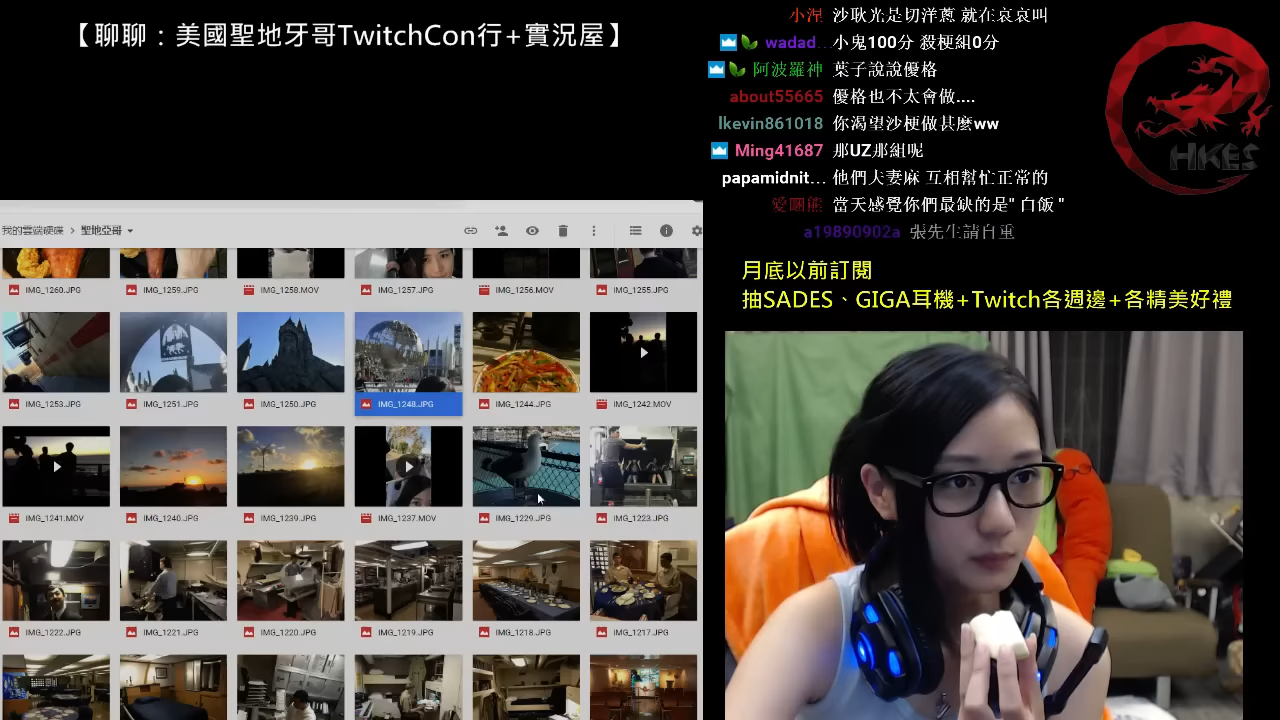 【聊聊：美國聖地牙哥TwitchCon行+實況屋】
小涅 沙耿光是切洋蔥 就在哀哀叫
wadad... 小鬼100分 殺梗組0分
阿波羅神 葉子說說優格
about55665 優格也不太會做....
lkevin861018 你渴望沙梗做甚麼ww
Ming41687 那UZ那組呢
papamidnit... 他們夫妻麻 互相幫忙正常的
愛睏熊 當天感覺你們最缺的是" 白飯 "
a19890902a 張先生請自重
HKES
月底以前訂閱
抽SADES、GIGA耳機+Twitch各週邊+各精美好禮
我的雲端硬碟 > 聖地亞哥
IMG_1260.JPG IMG_1259.JPG IMG_1258.MOV IMG_1257.JPG IMG_1256.MOV IMG_1255.JPG
IMG_1253.JPG IMG_1251.JPG IMG_1250.JPG IMG_1248.JPG IMG_1244.JPG IMG_1242.MOV
IMG_1241.MOV IMG_1240.JPG IMG_1239.JPG IMG_1237.MOV IMG_1229.JPG IMG_1223.JPG
IMG_1222.JPG IMG_1221.JPG IMG_1220.JPG IMG_1219.JPG IMG_1218.JPG IMG_1217.JPG